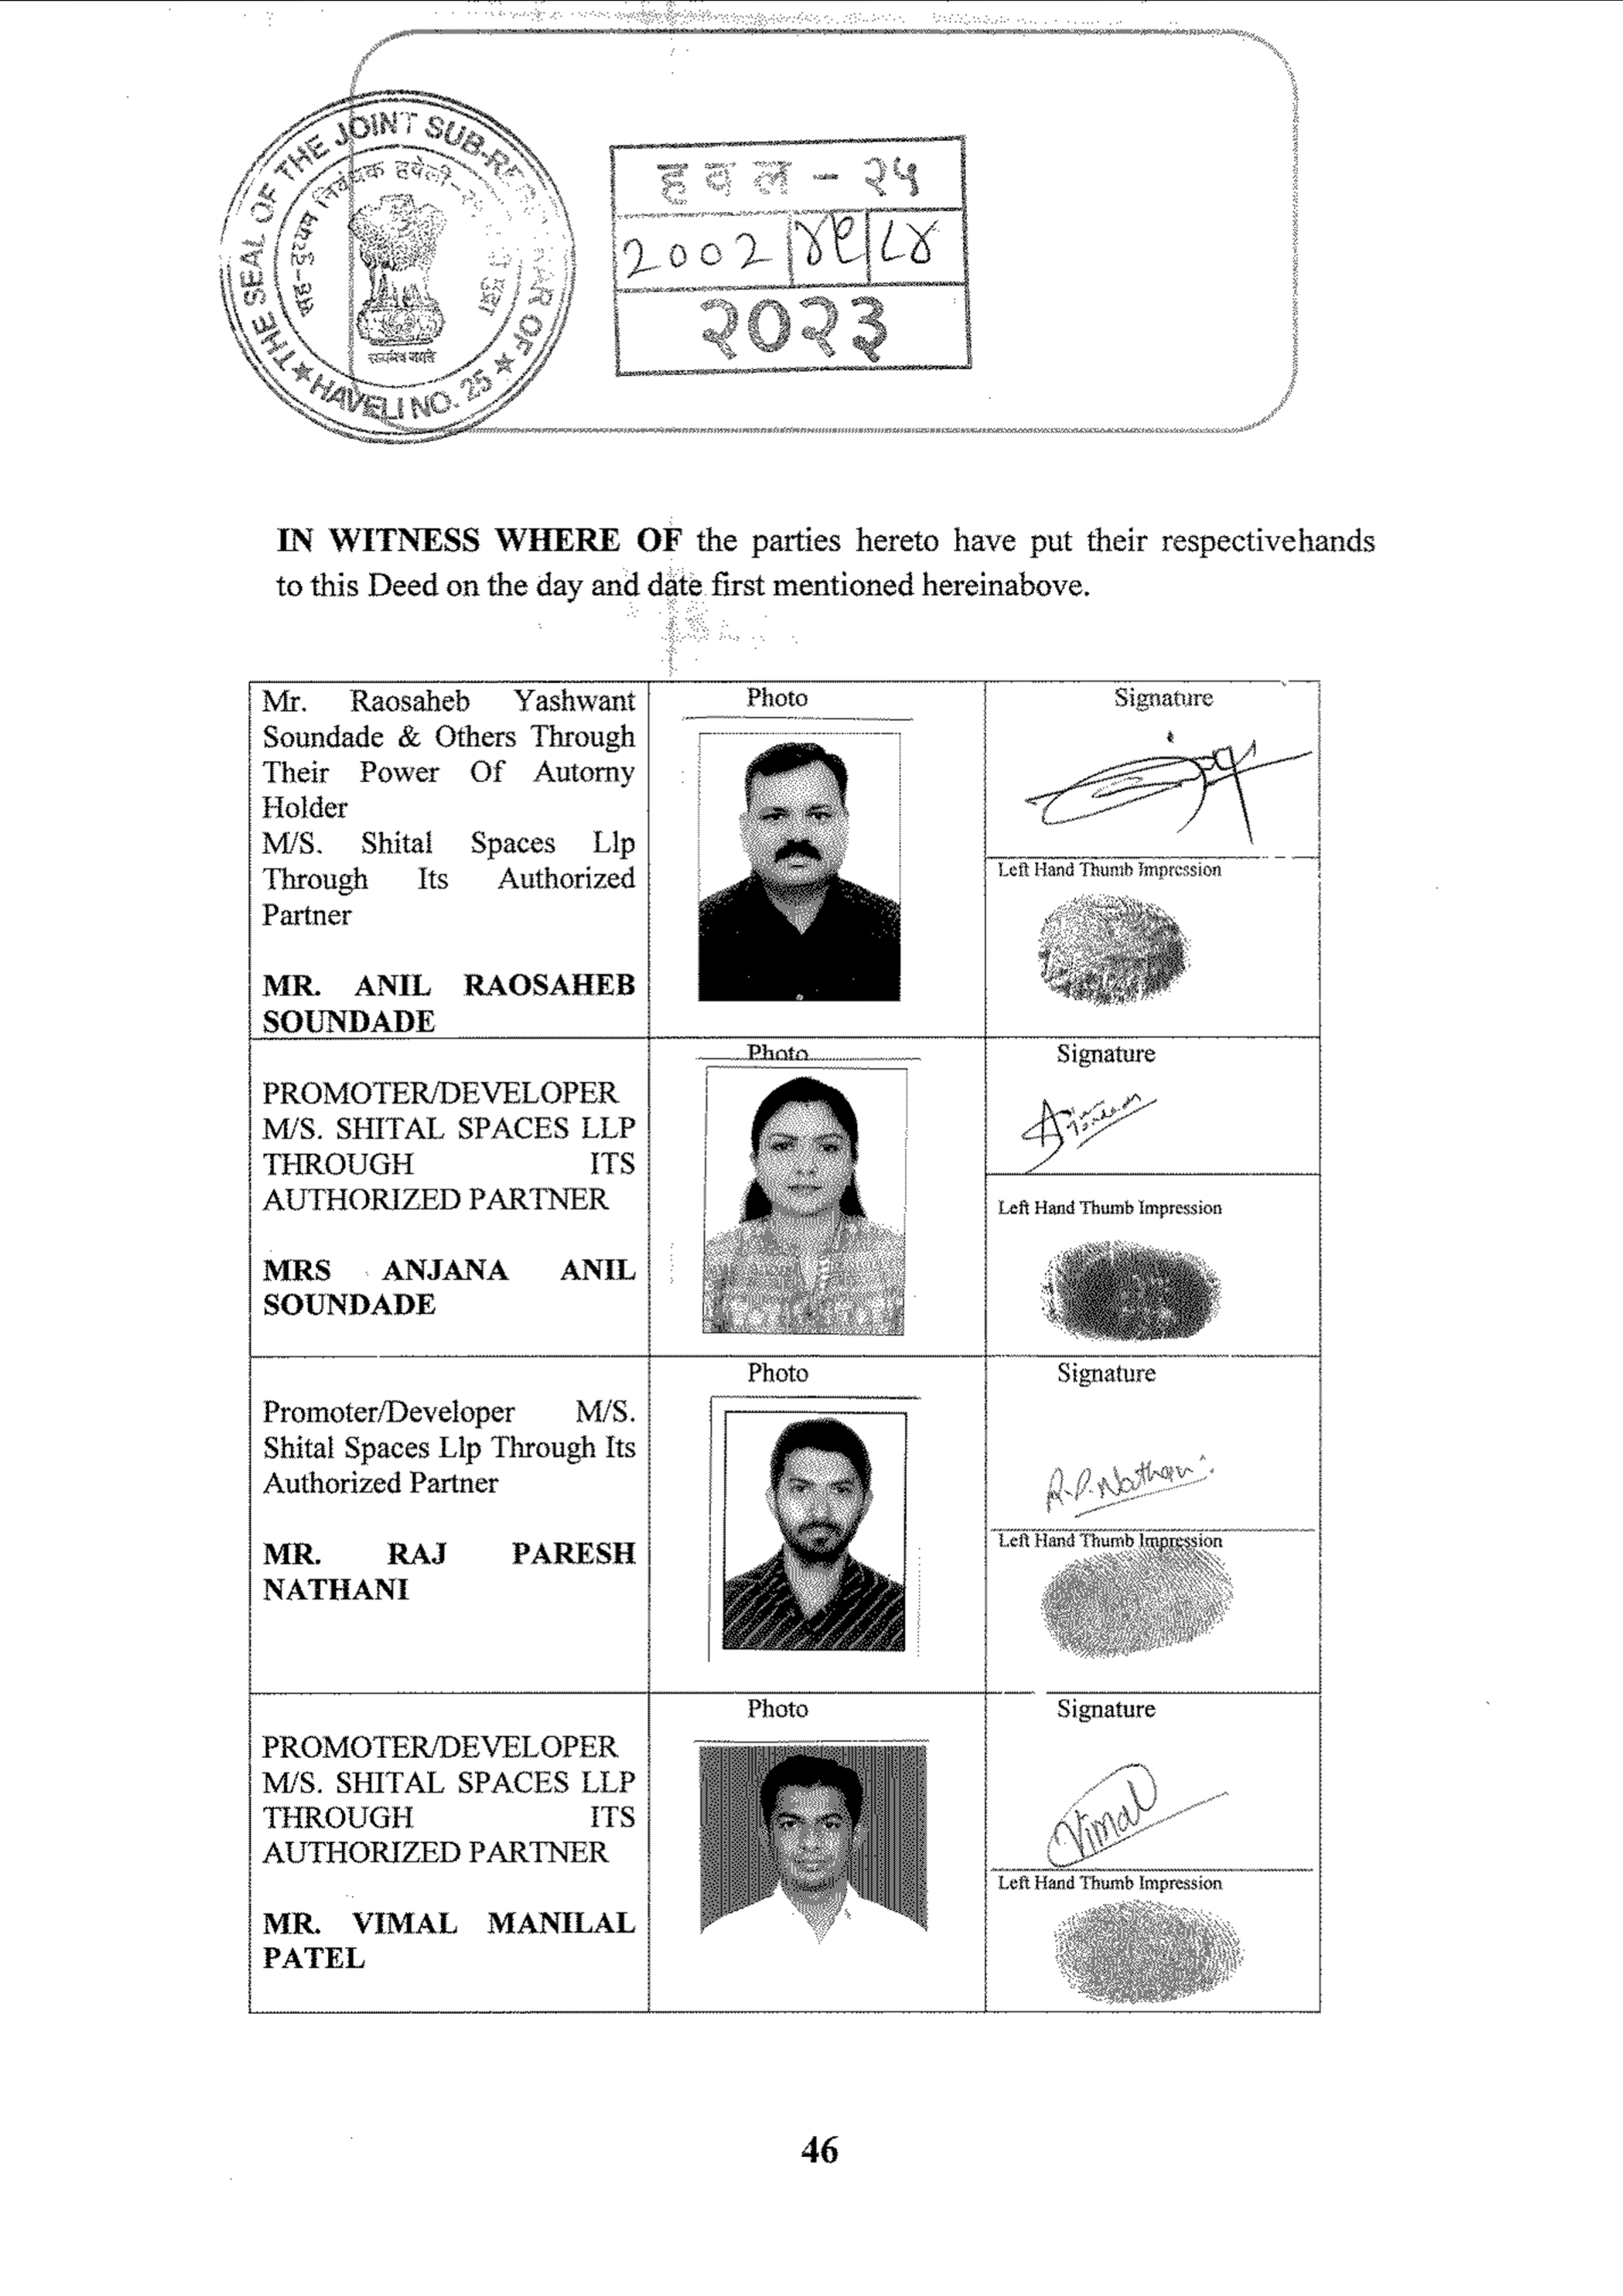 THE SEAL OF THE JOINT SUB-REGISTRAR OF
HAVELI NO. 25
सह-दुय्यम निबंधक हवेली-२५
सत्यमेव जयते
हवल - २५
२००२ ४९ ८४
२०२३
IN WITNESS WHERE OF the parties hereto have put their respectivehands
to this Deed on the day and date first mentioned hereinabove.
Mr. Raosaheb Yashwant
Soundade & Others Through
Their Power Of Autorny
Holder
M/S. Shital Spaces Llp
Through Its Authorized
Partner
MR. ANIL RAOSAHEB
SOUNDADE
Photo
Signature
Left Hand Thumb Impression
PROMOTER/DEVELOPER
M/S. SHITAL SPACES LLP
THROUGH ITS
AUTHORIZED PARTNER
MRS ANJANA ANIL
SOUNDADE
Photo
Signature
Left Hand Thumb Impression
Promoter/Developer M/S.
Shital Spaces Llp Through Its
Authorized Partner
MR. RAJ PARESH
NATHANI
Photo
Signature
R.P.Nathani
Left Hand Thumb Impression
PROMOTER/DEVELOPER
M/S. SHITAL SPACES LLP
THROUGH ITS
AUTHORIZED PARTNER
MR. VIMAL MANILAL
PATEL
Photo
Signature
Vimal
Left Hand Thumb Impression
46